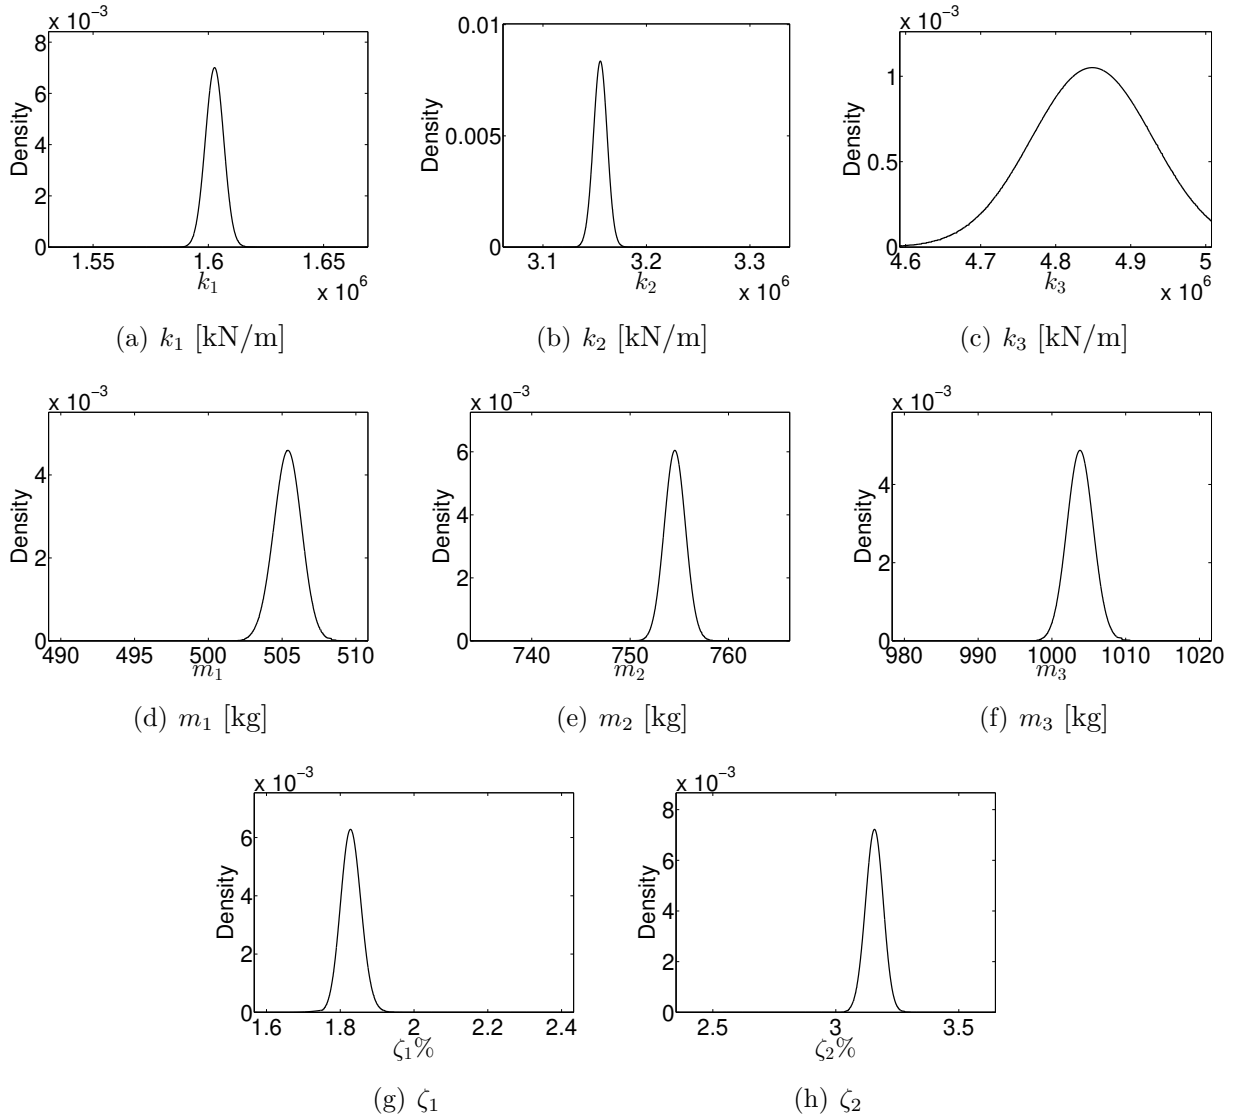 x 10⁻³
8
6
4
2
0
Density
1.55
1.6
1.65
k₁
x 10⁶
(a) k₁ [kN/m]
0.01
0.005
0
Density
3.1
3.2
3.3
k₂
x 10⁶
(b) k₂ [kN/m]
x 10⁻³
1
0.5
0
Density
4.6
4.7
4.8
4.9
5
k₃
x 10⁶
(c) k₃ [kN/m]
x 10⁻³
4
2
0
Density
490
495
500
505
510
m₁
(d) m₁ [kg]
x 10⁻³
6
4
2
0
Density
740
750
760
m₂
(e) m₂ [kg]
x 10⁻³
4
2
0
Density
980
990
1000
1010
1020
m₃
(f) m₃ [kg]
x 10⁻³
6
4
2
0
Density
1.6
1.8
2
2.2
2.4
ζ₁%
(g) ζ₁
x 10⁻³
8
6
4
2
0
Density
2.5
3
3.5
ζ₂%
(h) ζ₂